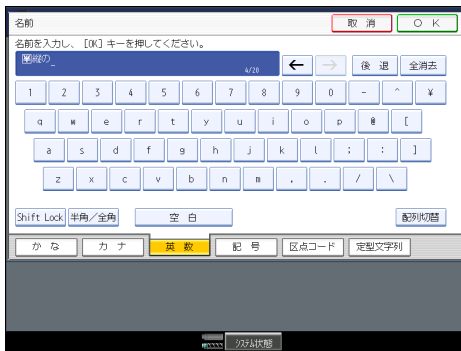 名前
取 消
O K
名前を入力し、[OK] キーを押してください。
縦の_
4/20
← → 後 退 全消去
1 2 3 4 5 6 7 8 9 0 - ^ ¥
q w e r t y u i o p @ [
a s d f g h j k l ; : ]
z x c v b n m , . / \
Shift Lock 半角／全角 空 白 配列切替
か な カ ナ 英 数 記 号 区点コード 定型文字列
システム状態